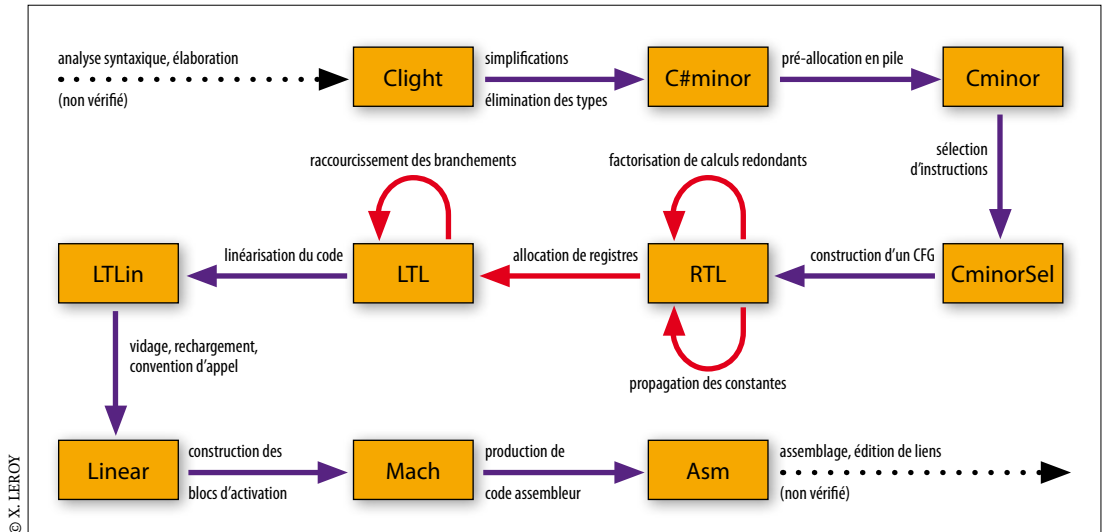 analyse syntaxique, élaboration
(non vérifié)
Clight
simplifications
élimination des types
C#minor
pré-allocation en pile
Cminor
sélection
d'instructions
raccourcissement des branchements
factorisation de calculs redondants
LTLin
linéarisation du code
LTL
allocation de registres
RTL
construction d'un CFG
CminorSel
vidage, rechargement,
convention d'appel
propagation des constantes
Linear
construction des
blocs d'activation
Mach
production de
code assembleur
Asm
assemblage, édition de liens
(non vérifié)
© X. LEROY